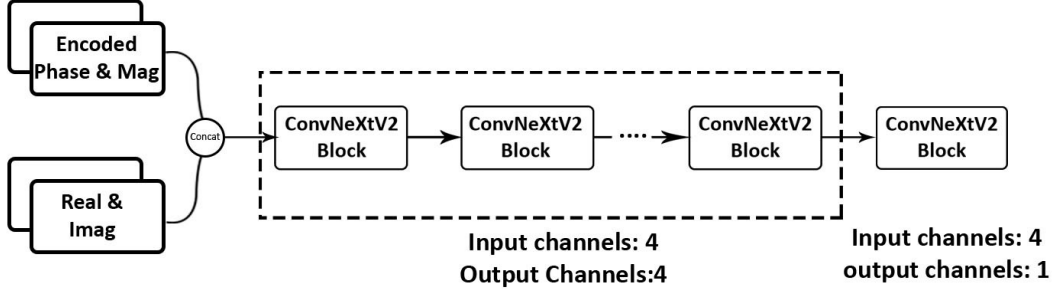 Encoded
Phase & Mag
Real &
Imag
Concat
ConvNeXtV2
Block
ConvNeXtV2
Block
....
ConvNeXtV2
Block
ConvNeXtV2
Block
Input channels: 4
Output Channels:4
Input channels: 4
output channels: 1